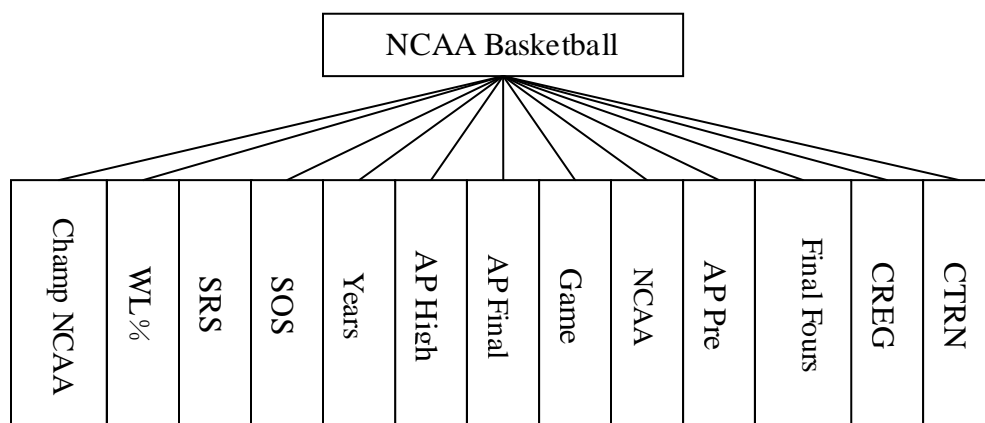 NCAA Basketball
Champ NCAA
WL%
SRS
SOS
Years
AP High
AP Final
Game
NCAA
AP Pre
Final Fours
CREG
CTRN